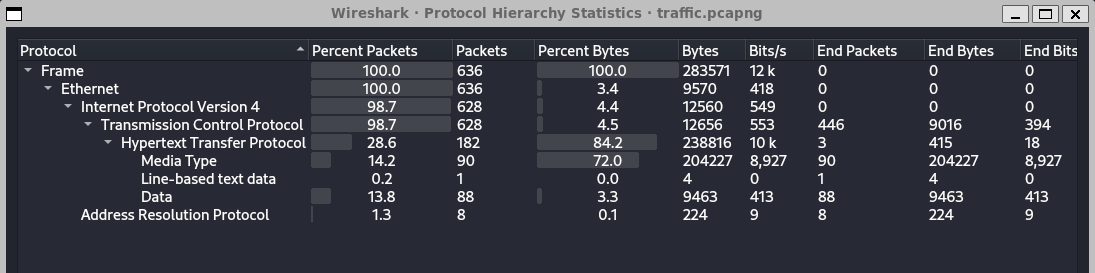 Wireshark · Protocol Hierarchy Statistics · traffic.pcapng
Protocol Percent Packets Packets Percent Bytes Bytes Bits/s End Packets End Bytes End Bits
Frame 100.0 636 100.0 283571 12 k 0 0 0
Ethernet 100.0 636 3.4 9570 418 0 0 0
Internet Protocol Version 4 98.7 628 4.4 12560 549 0 0 0
Transmission Control Protocol 98.7 628 4.5 12656 553 446 9016 394
Hypertext Transfer Protocol 28.6 182 84.2 238816 10 k 3 415 18
Media Type 14.2 90 72.0 204227 8,927 90 204227 8,927
Line-based text data 0.2 1 0.0 4 0 1 4 0
Data 13.8 88 3.3 9463 413 88 9463 413
Address Resolution Protocol 1.3 8 0.1 224 9 8 224 9